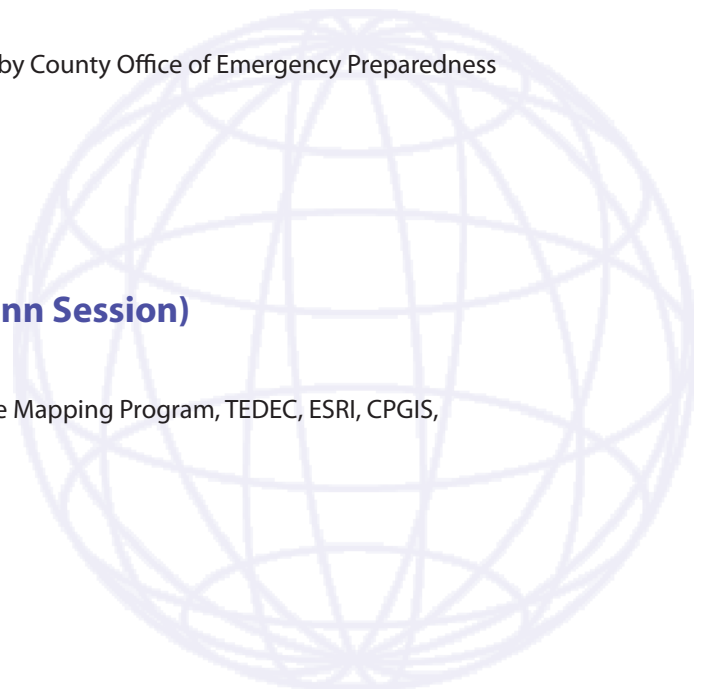 by County Office of Emergency Preparedness
nn Session)
e Mapping Program, TEDEC, ESRI, CPGIS,